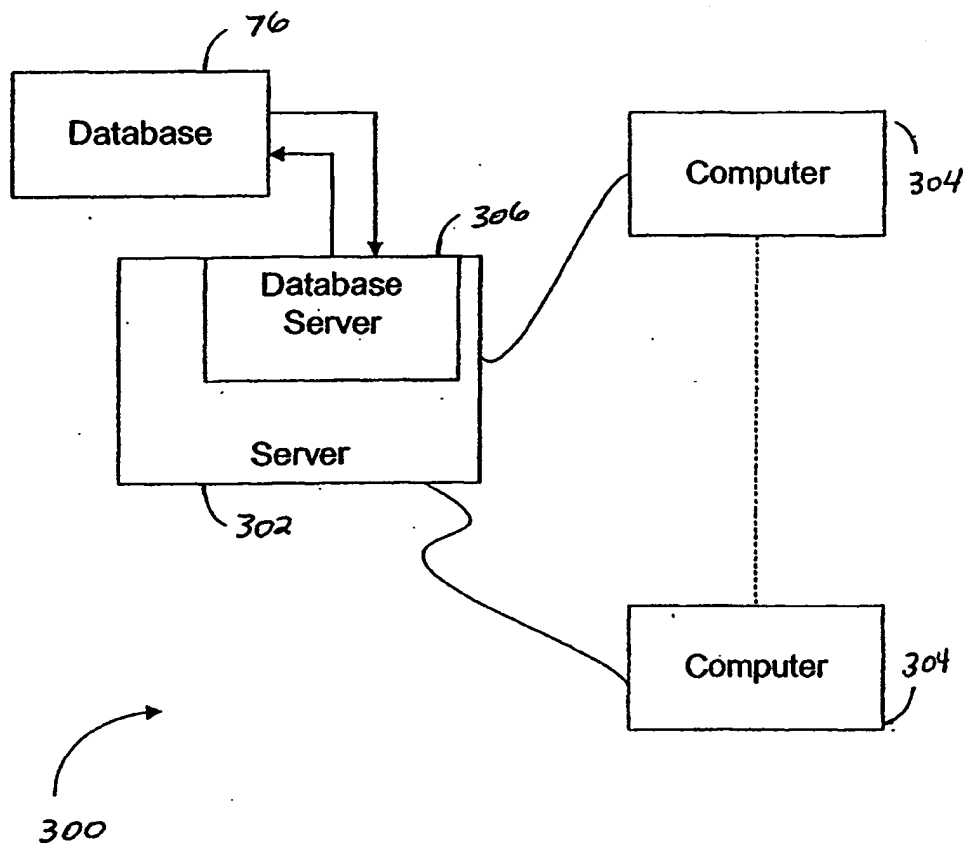 76
Database
Computer
304
306
Database
Server
Server
302
Computer
304
300